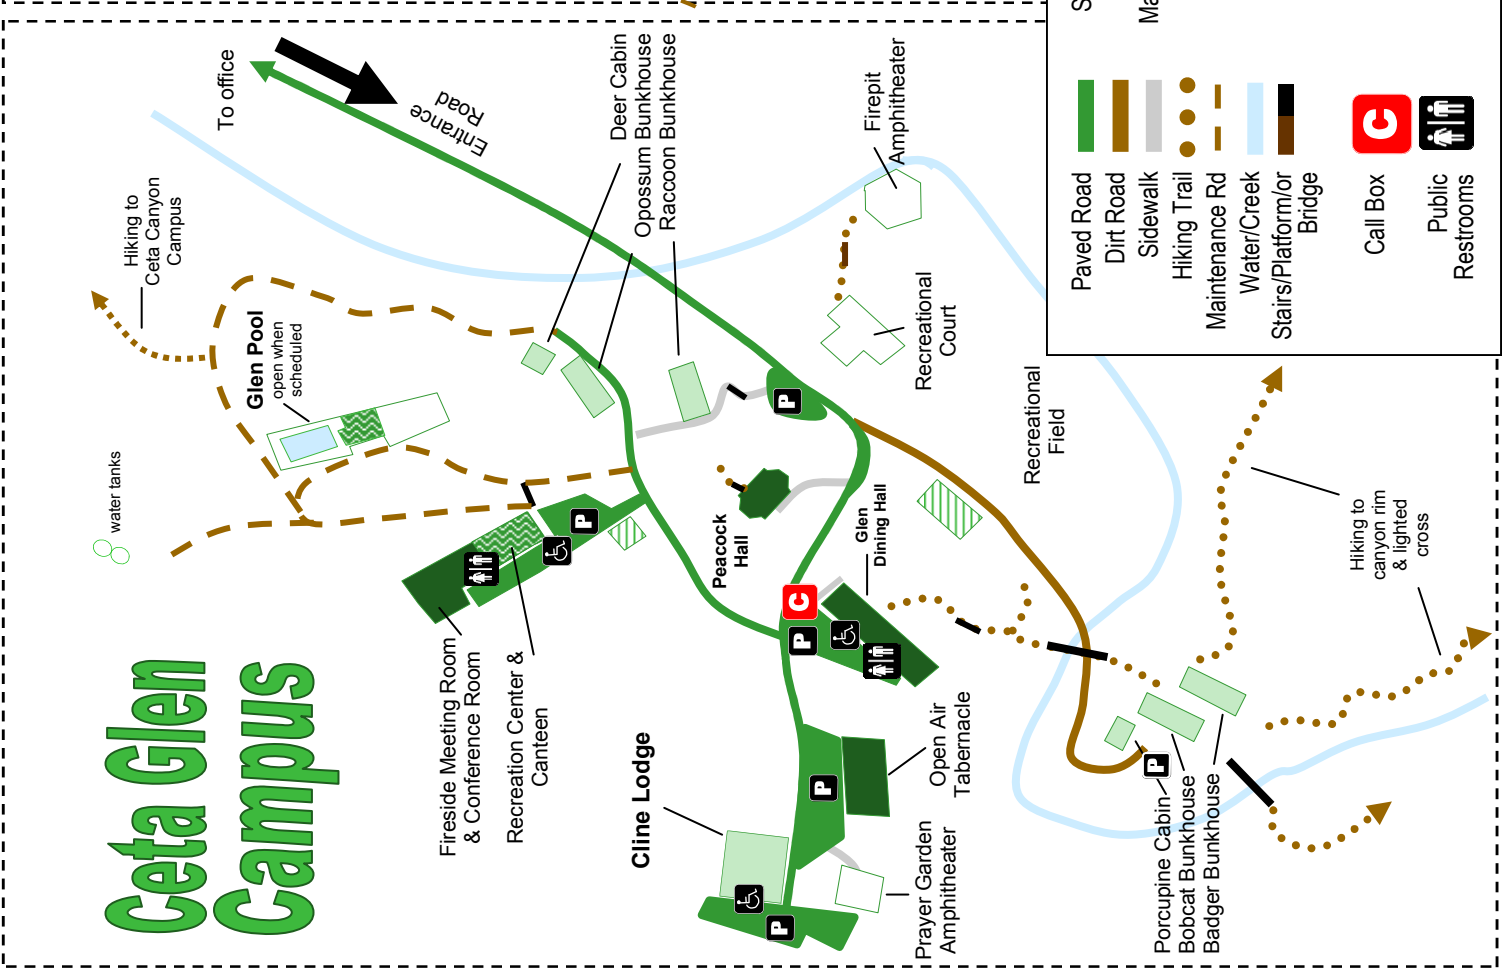 Ceta Glen
Campus
To office
Entrance
Road
Hiking to
Ceta Canyon
Campus
Glen Pool
open when
scheduled
water tanks
Deer Cabin
Opossum Bunkhouse
Raccoon Bunkhouse
Firepit
Amphitheater
Recreational
Court
Recreational
Field
Peacock
Hall
Glen
Dining Hall
Fireside Meeting Room
& Conference Room
Recreation Center &
Canteen
Cline Lodge
Open Air
Tabernacle
Prayer Garden
Amphitheater
Porcupine Cabin
Bobcat Bunkhouse
Badger Bunkhouse
Hiking to
canyon rim
& lighted
cross
P
P
P
P
P
P
C
Paved Road
Dirt Road
Sidewalk
Hiking Trail
Maintenance Rd
Water/Creek
Stairs/Platform/or
Bridge
Call Box
C
Public
Restrooms